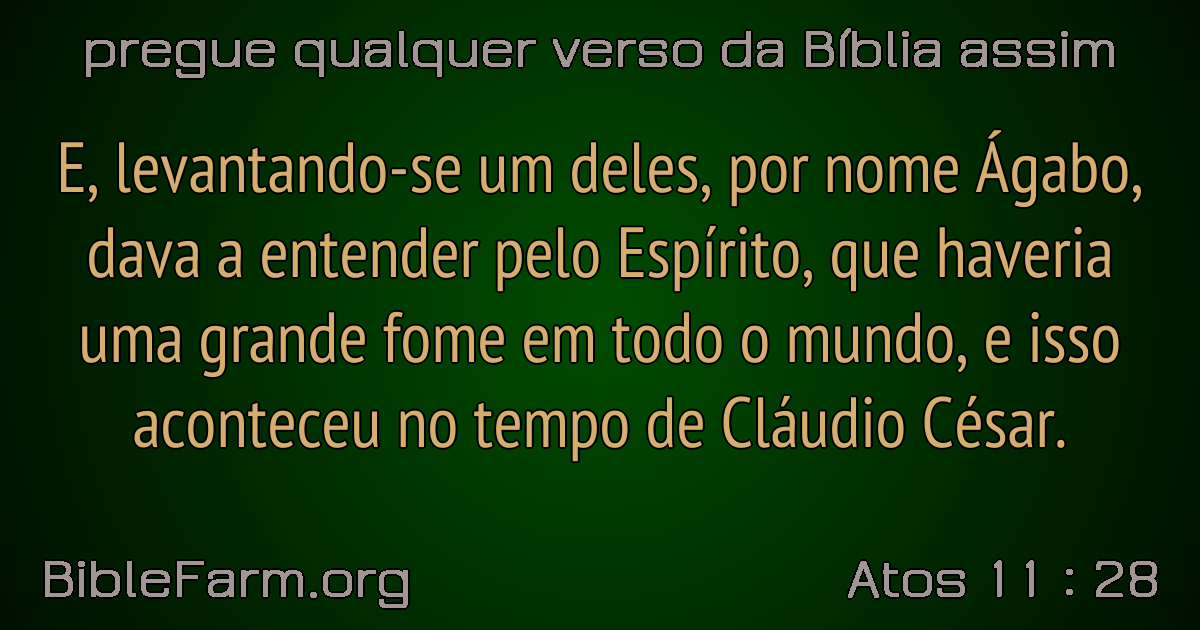 pregue qualquer verso da Bíblia assim
E, levantando-se um deles, por nome Ágabo,
dava a entender pelo Espírito, que haveria
uma grande fome em todo o mundo, e isso
aconteceu no tempo de Cláudio César.
BibleFarm.org
Atos 11 : 28